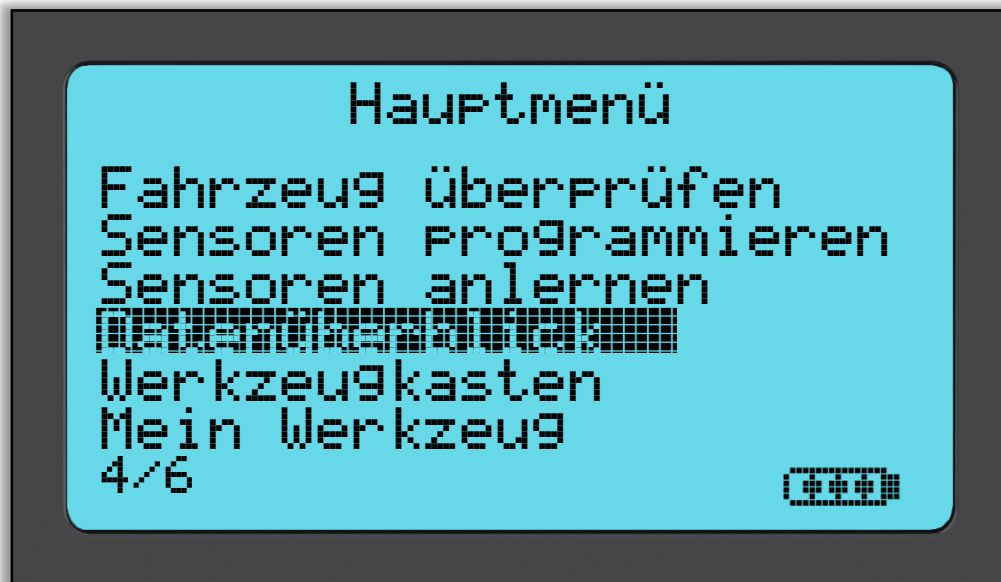 Hauptmenü
Fahrzeug überprüfen
Sensoren programmieren
Sensoren anlernen
Werkzeugkasten
Mein Werkzeug
4/6